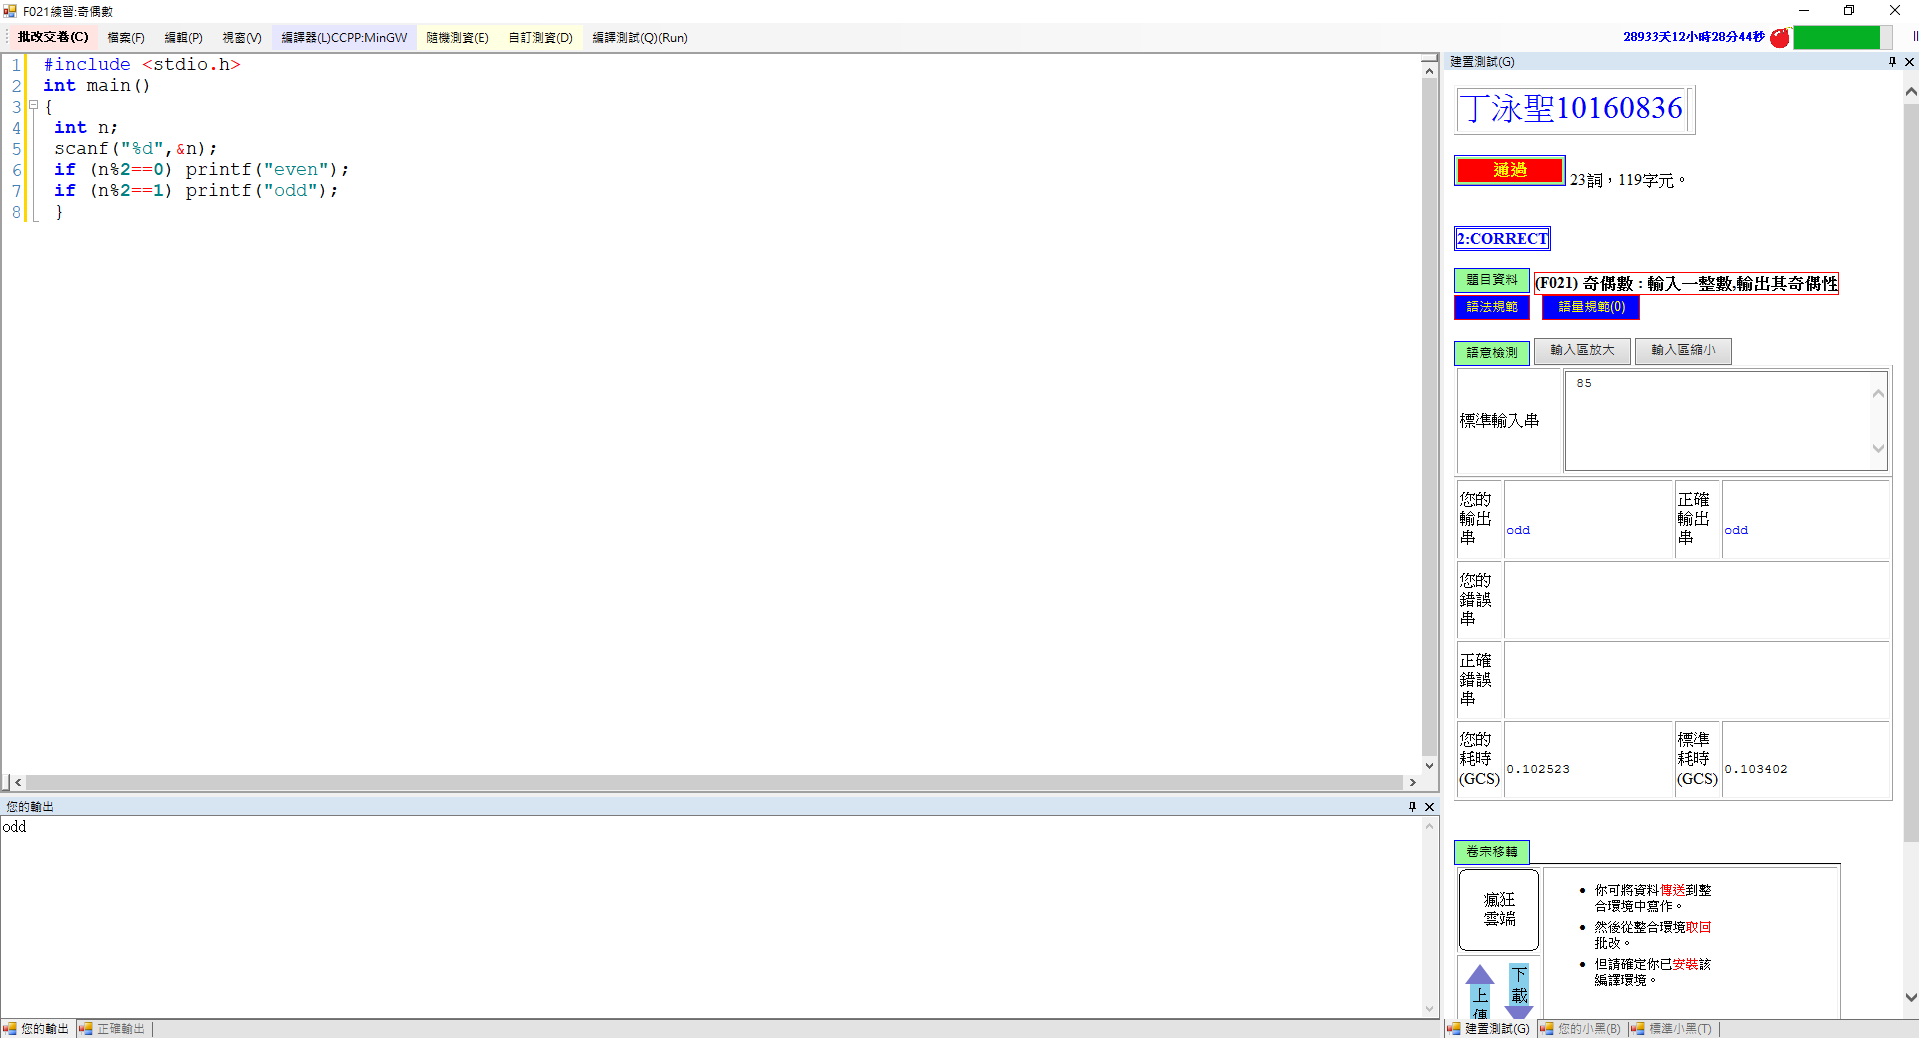 F021練習:奇偶數
批改交卷(C) 檔案(F) 編輯(P) 視窗(V) 編譯器(L)CCPP:MinGW 隨機測資(E) 自訂測資(D) 編譯測試(Q)(Run)
28933天12小時28分44秒
1 #include <stdio.h>
2 int main()
3 {
4 int n;
5 scanf("%d",&n);
6 if (n%2==0) printf("even");
7 if (n%2==1) printf("odd");
8 }
您的輸出
odd
您的輸出 正確輸出
建置測試(G)
丁泳聖10160836
通過 23詞，119字元。
2:CORRECT
題目資料 (F021) 奇偶數 : 輸入一整數,輸出其奇偶性
語法規範 語量規範(0)
語意檢測 輸入區放大 輸入區縮小
標準輸入串 85
您的輸出串 odd 正確輸出串 odd
您的錯誤串
正確錯誤串
您的耗時(GCS) 0.102523 標準耗時(GCS) 0.103402
卷宗移轉
瘋狂
雲端
上傳 下載
你可將資料傳送到整
合環境中寫作。
然後從整合環境取回
批改。
但請確定你已安裝該
編譯環境。
建置測試(G) 您的小黑(B) 標準小黑(T)